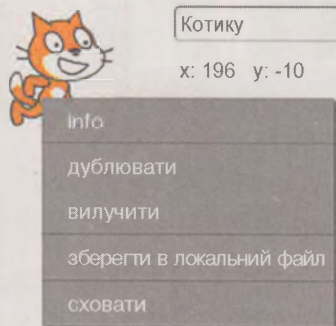 Котику
x: 196 y: -10
info
дублювати
вилучити
зберегти в локальний файл
сховати